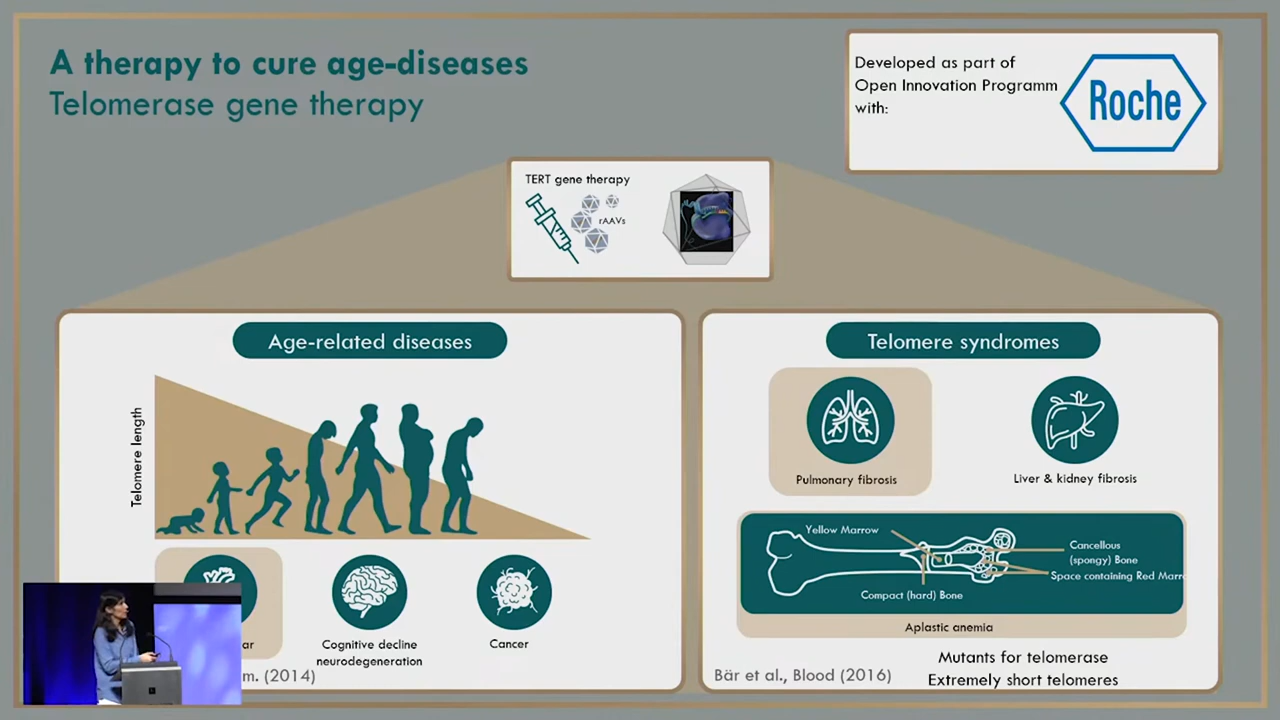 A therapy to cure age-diseases
Telomerase gene therapy
Developed as part of
Open Innovation Programm
with:
Roche
TERT gene therapy
rAAVs
Age-related diseases
Telomere length
Cognitive decline
neurodegeneration
Cancer
m. (2014)
Telomere syndromes
Pulmonary fibrosis
Liver & kidney fibrosis
Yellow Marrow
Cancellous
(spongy) Bone
Space containing Red Marr
Compact (hard) Bone
Aplastic anemia
Bär et al., Blood (2016)
Mutants for telomerase
Extremely short telomeres